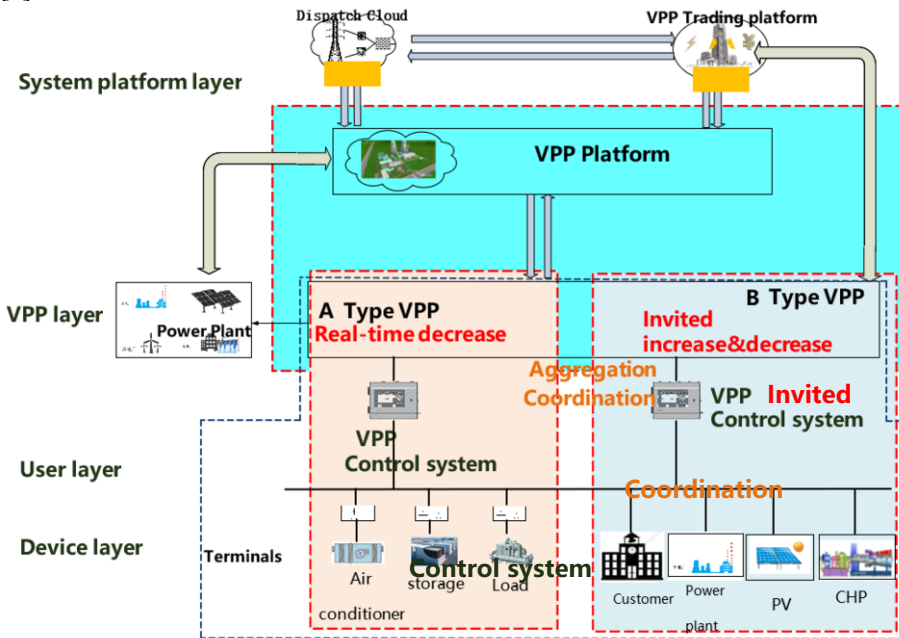 Dispatch Cloud
VPP Trading platform
System platform layer
VPP Platform
VPP layer
Power Plant
A Type VPP
Real-time decrease
B Type VPP
Invited
increase&decrease
Aggregation
Coordination
VPP
Control system
Invited
VPP
Control system
User layer
Coordination
Device layer
Terminals
Control system
Air
conditioner
storage
Load
Customer
Power
plant
PV
CHP